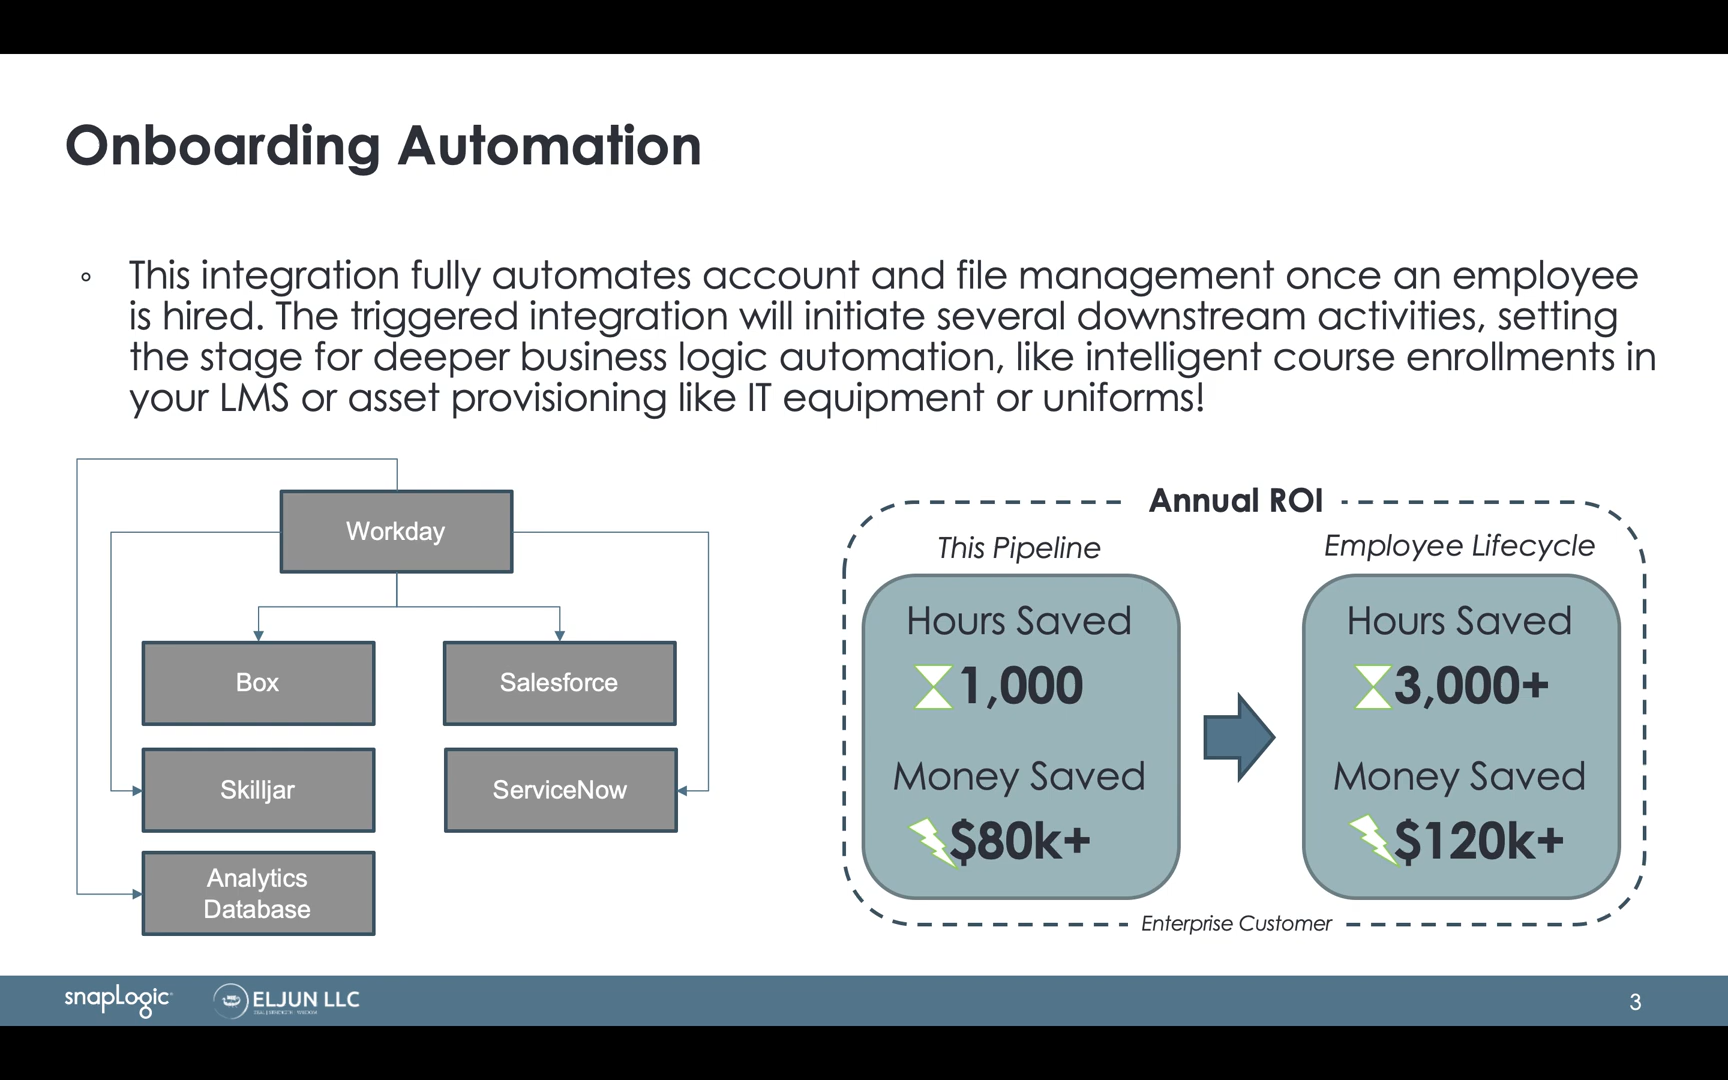 Onboarding Automation
◦ This integration fully automates account and file management once an employee
is hired. The triggered integration will initiate several downstream activities, setting
the stage for deeper business logic automation, like intelligent course enrollments in
your LMS or asset provisioning like IT equipment or uniforms!
Workday
Box
Salesforce
Skilljar
ServiceNow
Analytics
Database
Annual ROI
This Pipeline
Hours Saved
1,000
Money Saved
$80k+
Employee Lifecycle
Hours Saved
3,000+
Money Saved
$120k+
Enterprise Customer
snapLogic
ELJUN LLC
3